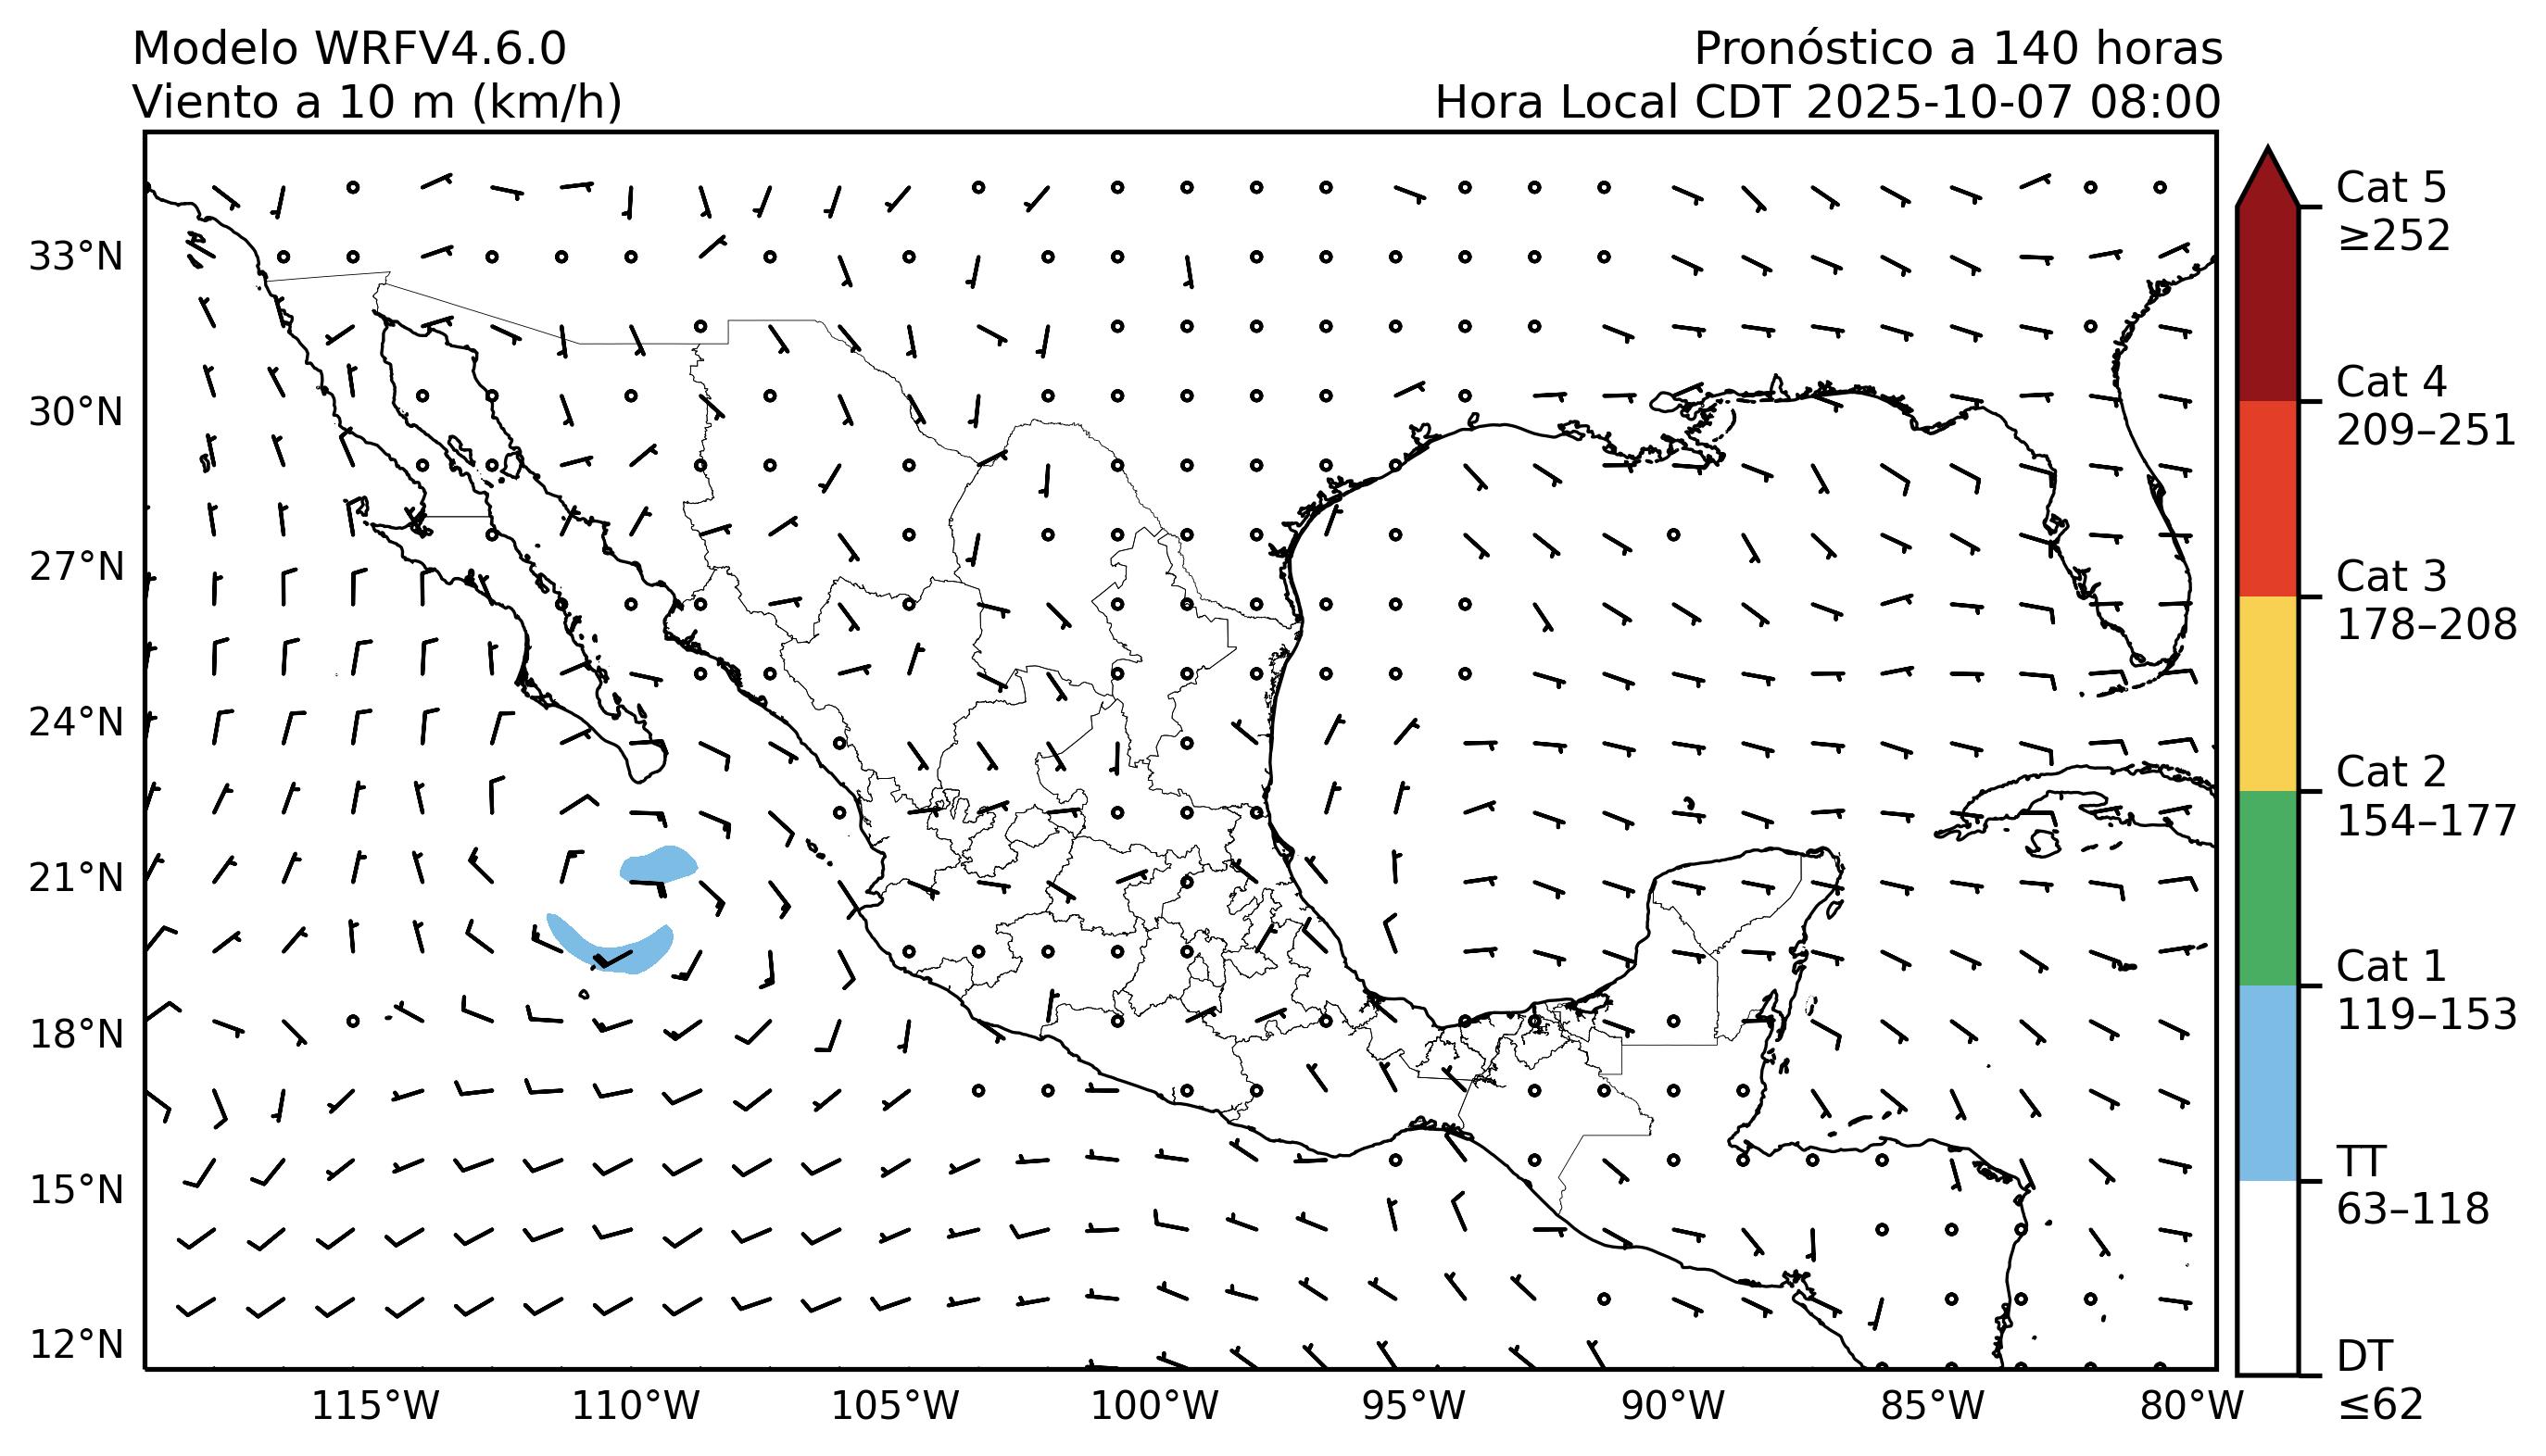 Modelo WRFV4.6.0
Viento a 10 m (km/h)
Pronóstico a 140 horas
Hora Local CDT 2025-10-07 08:00
33°N
30°N
27°N
24°N
21°N
18°N
15°N
12°N
115°W
110°W
105°W
100°W
95°W
90°W
85°W
80°W
Cat 5
≥252
Cat 4
209–251
Cat 3
178–208
Cat 2
154–177
Cat 1
119–153
TT
63–118
DT
≤62